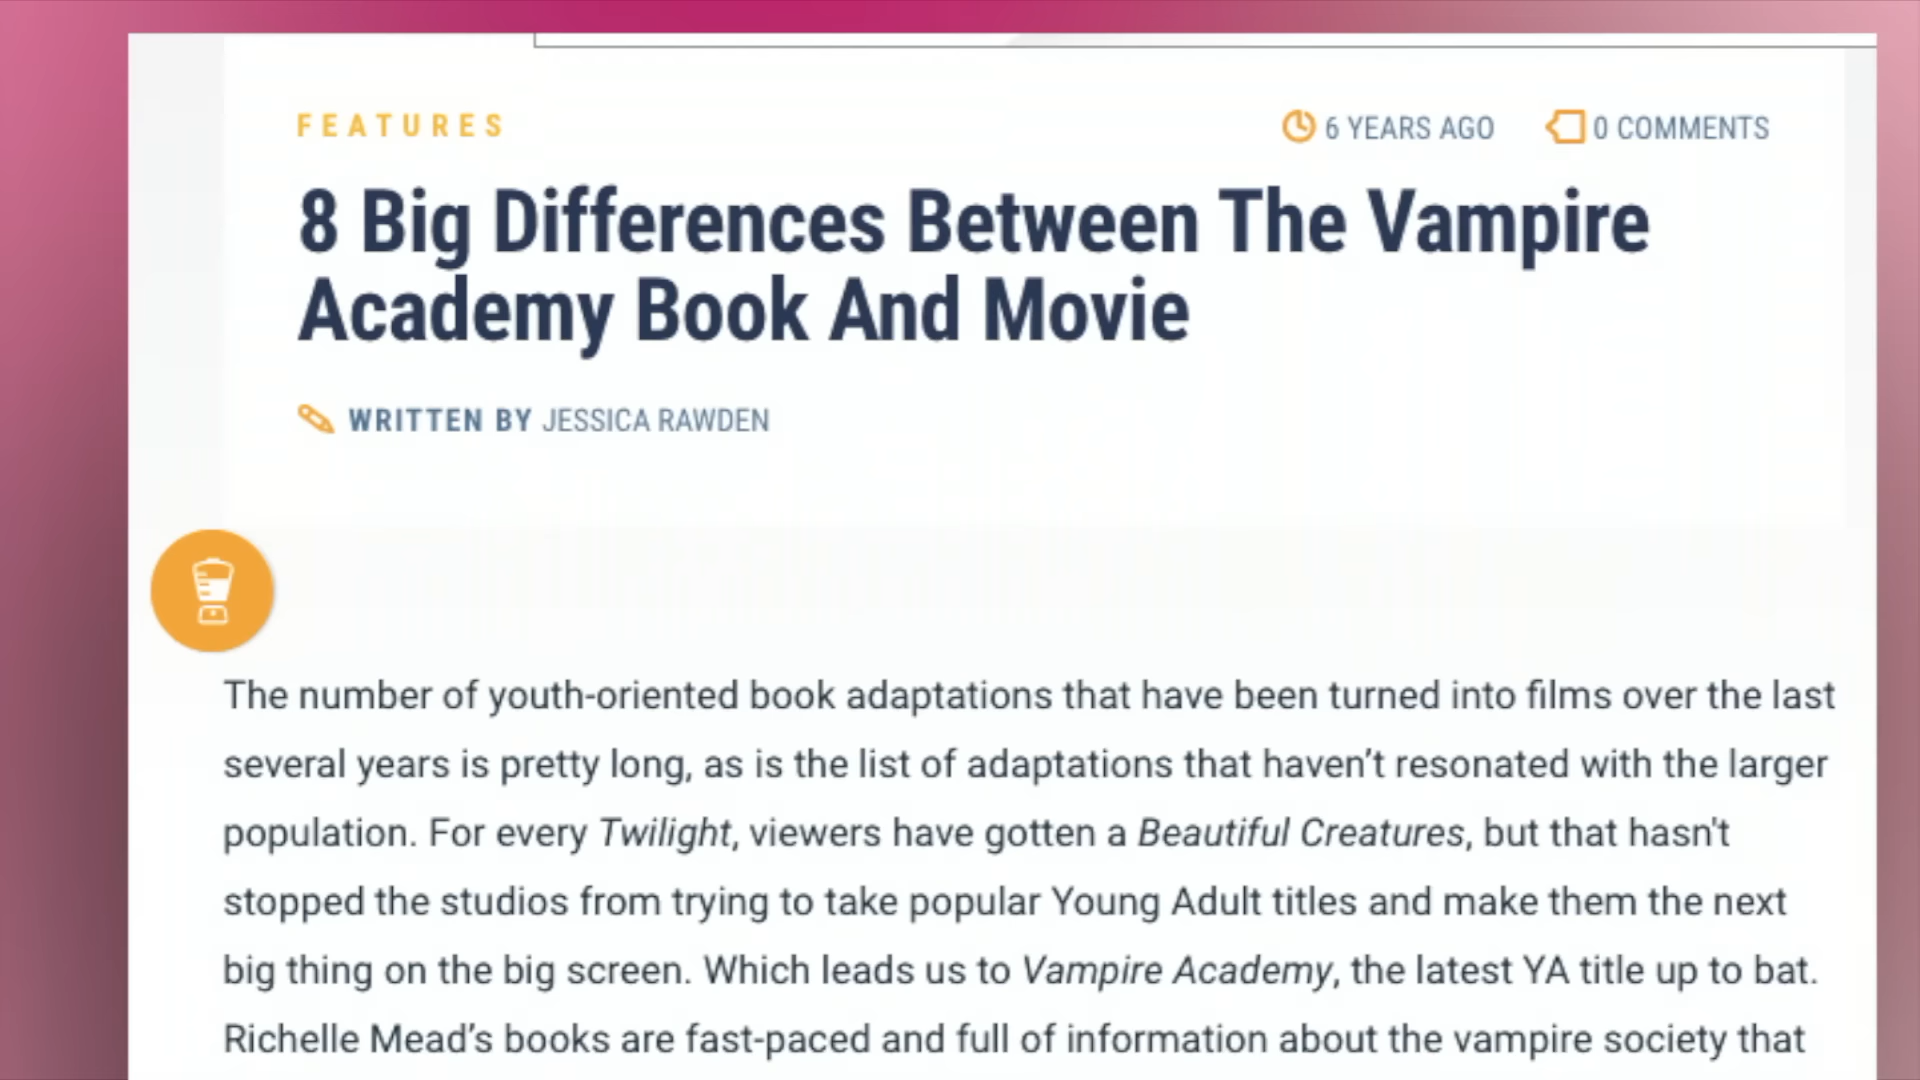 FEATURES
6 YEARS AGO
0 COMMENTS
8 Big Differences Between The Vampire
Academy Book And Movie
WRITTEN BY JESSICA RAWDEN
The number of youth-oriented book adaptations that have been turned into films over the last
several years is pretty long, as is the list of adaptations that haven’t resonated with the larger
population. For every Twilight, viewers have gotten a Beautiful Creatures, but that hasn't
stopped the studios from trying to take popular Young Adult titles and make them the next
big thing on the big screen. Which leads us to Vampire Academy, the latest YA title up to bat.
Richelle Mead’s books are fast-paced and full of information about the vampire society that